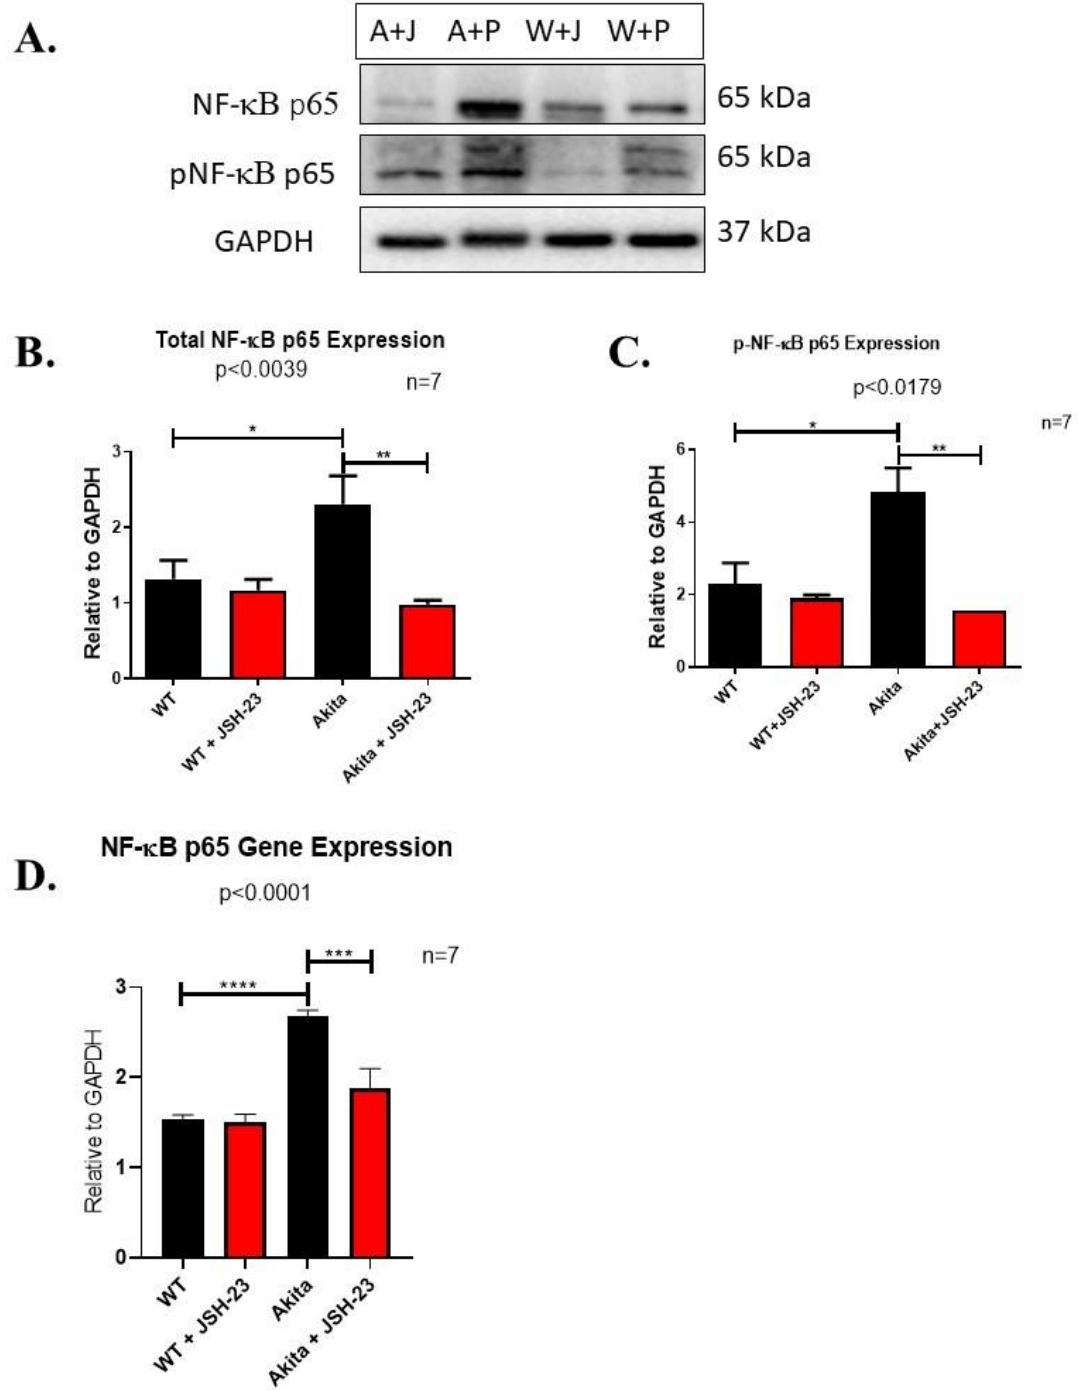 A.
A+J A+P W+J W+P
NF-κB p65
65 kDa
pNF-κB p65
65 kDa
GAPDH
37 kDa
B.
Total NF-κB p65 Expression
p<0.0039
n=7
*
**
Relative to GAPDH
3
2
1
0
WT
WT + JSH-23
Akita
Akita + JSH-23
C.
p-NF-κB p65 Expression
p<0.0179
n=7
*
**
Relative to GAPDH
6
4
2
0
WT
WT+JSH-23
Akita
Akita+JSH-23
D.
NF-κB p65 Gene Expression
p<0.0001
n=7
***
****
Relative to GAPDH
3
2
1
0
WT
WT + JSH-23
Akita
Akita + JSH-23